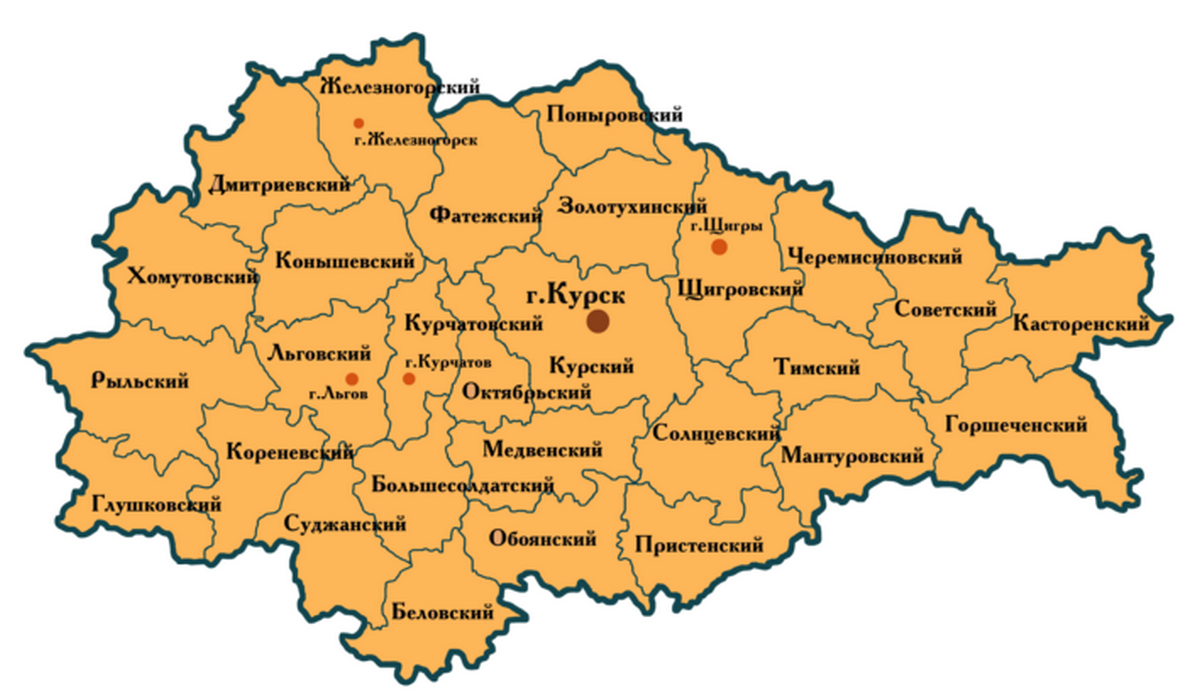 Железногорский
г.Железногорск
Поныровский
Дмитриевский
Фатежский
Золотухинский
г.Щигры
Хомутовский
Конышевский
Черемисиновский
Щигровский
г.Курск
Советский
Касторенский
Курчатовский
Льговский
г.Курчатов
Курский
Тимский
Рыльский
г.Льгов
Октябрьский
Горшеченский
Солнцевский
Кореневский
Медвенский
Мантуровский
Большесолдатский
Глушковский
Суджанский
Обоянский
Пристенский
Беловский